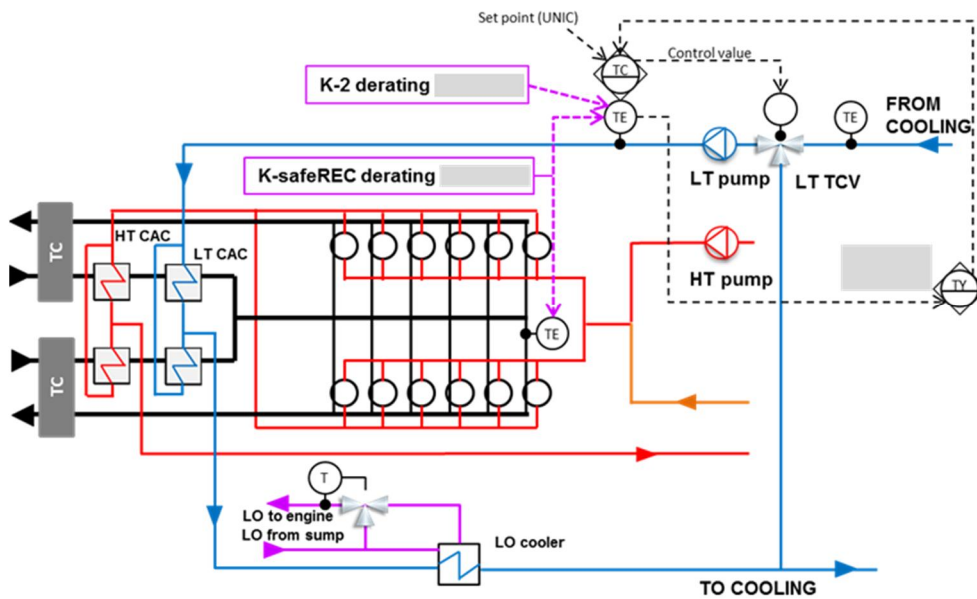 Set point (UNIC)
TC
Control value
K-2 derating
TE
TE
FROM
COOLING
K-safeREC derating
LT pump
LT TCV
TC
HT CAC
LT CAC
HT pump
TY
TE
TC
T
LO to engine
LO from sump
LO cooler
TO COOLING